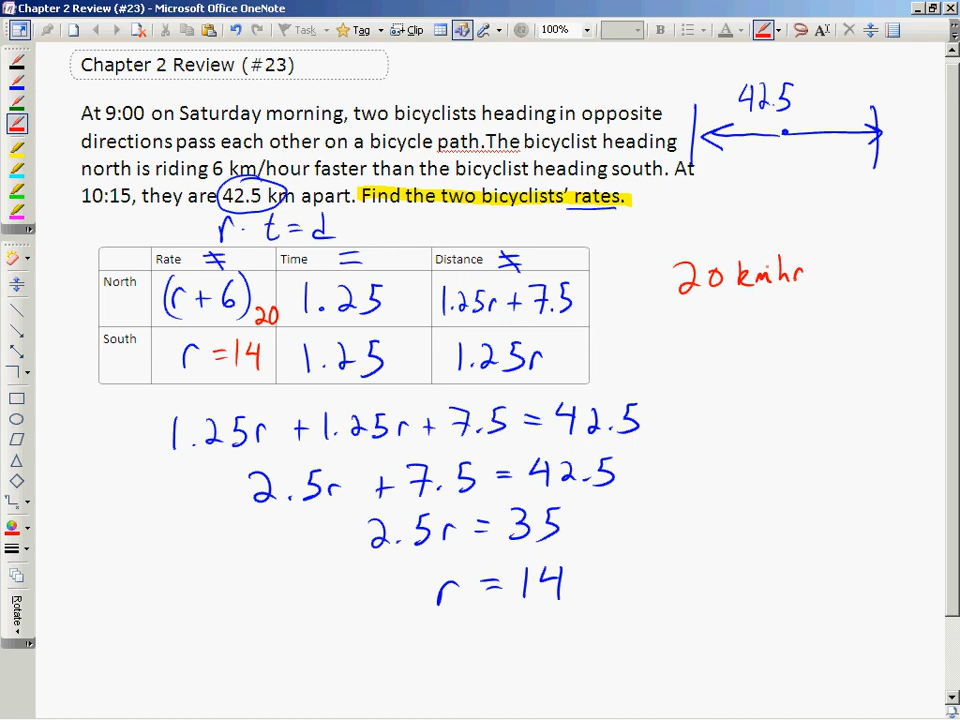 Chapter 2 Review (#23) - Microsoft Office OneNote
Task
Tag
Clip
100%
Chapter 2 Review (#23)
At 9:00 on Saturday morning, two bicyclists heading in opposite
directions pass each other on a bicycle path.The bicyclist heading
north is riding 6 km/hour faster than the bicyclist heading south. At
10:15, they are 42.5 km apart. Find the two bicyclists' rates.
42.5
r · t = d
Rate ≠ Time = Distance ≠
North (r + 6) 20 1.25 1.25r + 7.5
South r = 14 1.25 1.25r
20 km/hr
1.25r + 1.25r + 7.5 = 42.5
2.5r + 7.5 = 42.5
2.5r = 35
r = 14
Rotate